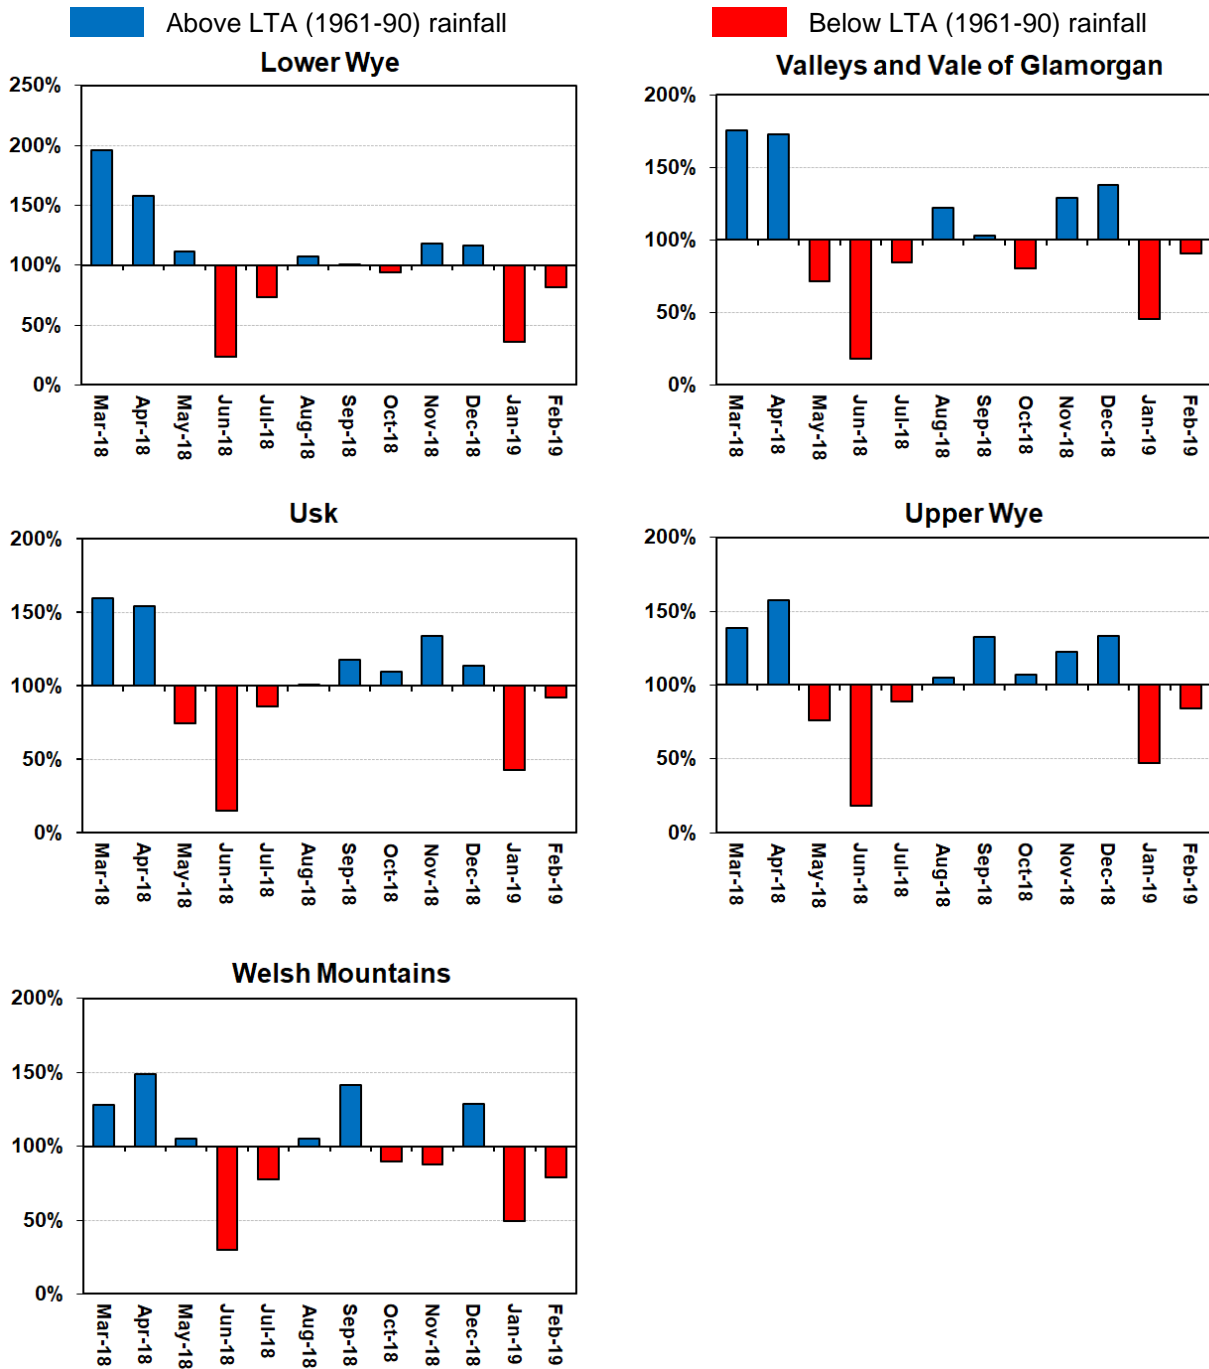 Above LTA (1961-90) rainfall
Below LTA (1961-90) rainfall
Lower Wye
250%
200%
150%
100%
50%
0%
Mar-18
Apr-18
May-18
Jun-18
Jul-18
Aug-18
Sep-18
Oct-18
Nov-18
Dec-18
Jan-19
Feb-19
Valleys and Vale of Glamorgan
200%
150%
100%
50%
0%
Mar-18
Apr-18
May-18
Jun-18
Jul-18
Aug-18
Sep-18
Oct-18
Nov-18
Dec-18
Jan-19
Feb-19
Usk
200%
150%
100%
50%
0%
Mar-18
Apr-18
May-18
Jun-18
Jul-18
Aug-18
Sep-18
Oct-18
Nov-18
Dec-18
Jan-19
Feb-19
Upper Wye
200%
150%
100%
50%
0%
Mar-18
Apr-18
May-18
Jun-18
Jul-18
Aug-18
Sep-18
Oct-18
Nov-18
Dec-18
Jan-19
Feb-19
Welsh Mountains
200%
150%
100%
50%
0%
Mar-18
Apr-18
May-18
Jun-18
Jul-18
Aug-18
Sep-18
Oct-18
Nov-18
Dec-18
Jan-19
Feb-19